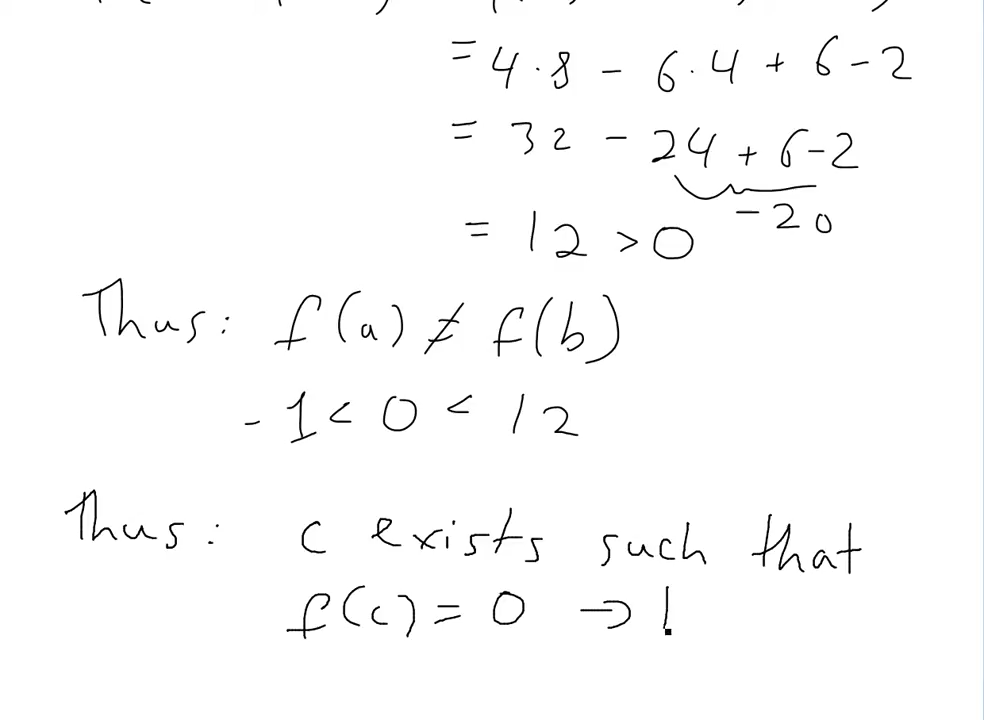 = 4·8 - 6·4 + 6 - 2
= 32 - 24 + 6 - 2
- 20
= 12 > 0
Thus: f(a) ≠ f(b)
-1 < 0 < 12
Thus: c exists such that
f(c) = 0 →